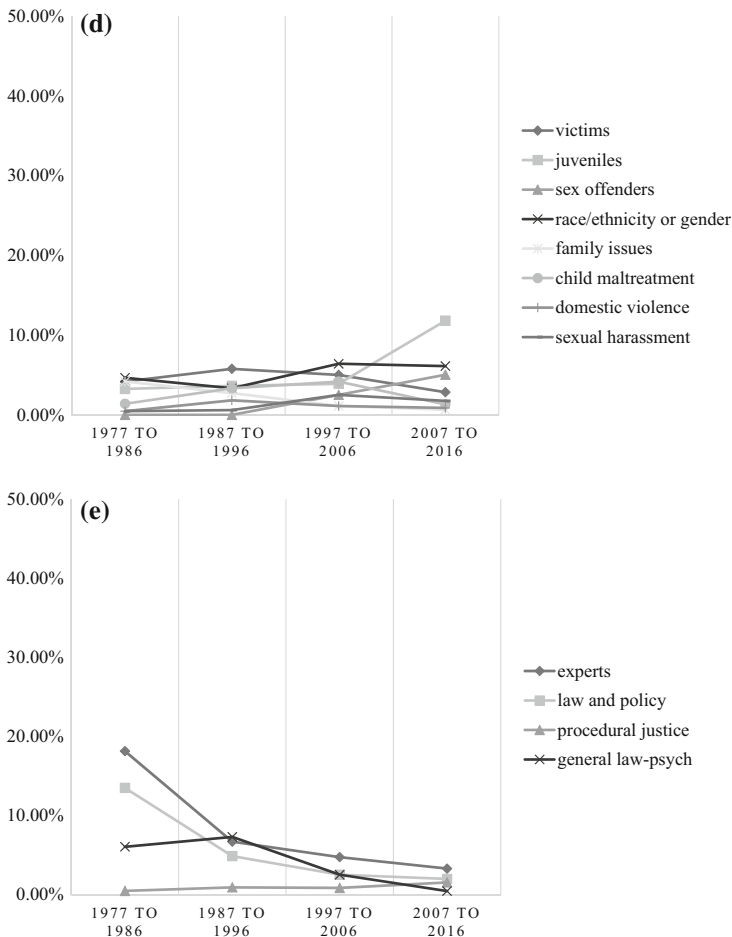 (d)
50.00%
40.00%
30.00%
20.00%
10.00%
0.00%
1977 TO 1986
1987 TO 1996
1997 TO 2006
2007 TO 2016
victims
juveniles
sex offenders
race/ethnicity or gender
family issues
child maltreatment
domestic violence
sexual harassment
(e)
50.00%
40.00%
30.00%
20.00%
10.00%
0.00%
1977 TO 1986
1987 TO 1996
1997 TO 2006
2007 TO 2016
experts
law and policy
procedural justice
general law-psych